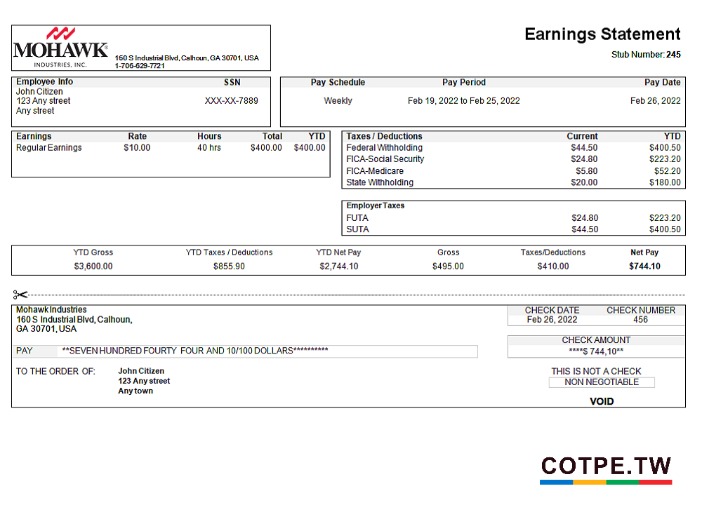 MOHAWK
INDUSTRIES, INC.
160 S Industrial Blvd, Calhoun, GA 30701, USA
1-706-629-7721
Earnings Statement
Stub Number: 245
Employee Info SSN
John Citizen
123 Any street XXX-XX-7889
Any street
Pay Schedule Pay Period Pay Date
Weekly Feb 19, 2022 to Feb 25, 2022 Feb 26, 2022
Earnings Rate Hours Total YTD
Regular Earnings $10.00 40 hrs $400.00 $400.00
Taxes / Deductions Current YTD
Federal Withholding $44.50 $400.50
FICA-Social Security $24.80 $223.20
FICA-Medicare $5.80 $52.20
State Withholding $20.00 $180.00
Employer Taxes
FUTA $24.80 $223.20
SUTA $44.50 $400.50
YTD Gross YTD Taxes / Deductions YTD Net Pay Gross Taxes/Deductions Net Pay
$3,600.00 $855.90 $2,744.10 $495.00 $410.00 $744.10
Mohawk Industries
160 S Industrial Blvd, Calhoun,
GA 30701, USA
CHECK DATE CHECK NUMBER
Feb 26, 2022 456
CHECK AMOUNT
****$ 744,10**
PAY **SEVEN HUNDRED FOURTY FOUR AND 10/100 DOLLARS**********
TO THE ORDER OF: John Citizen
123 Any street
Any town
THIS IS NOT A CHECK
NON NEGOTIABLE
VOID
COTPE.TW